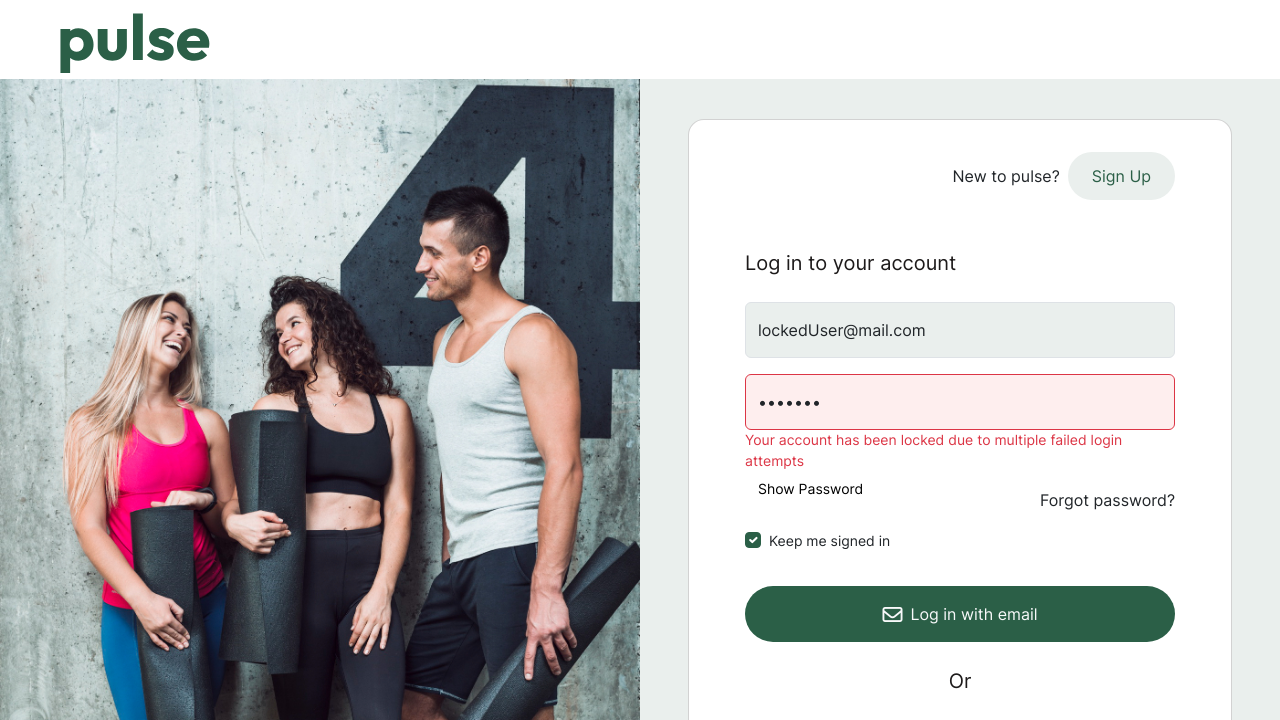 pulse
4
New to pulse? Sign Up
Log in to your account
lockedUser@mail.com
•••••••
Your account has been locked due to multiple failed login
attempts
Show Password
Forgot password?
Keep me signed in
Log in with email
Or